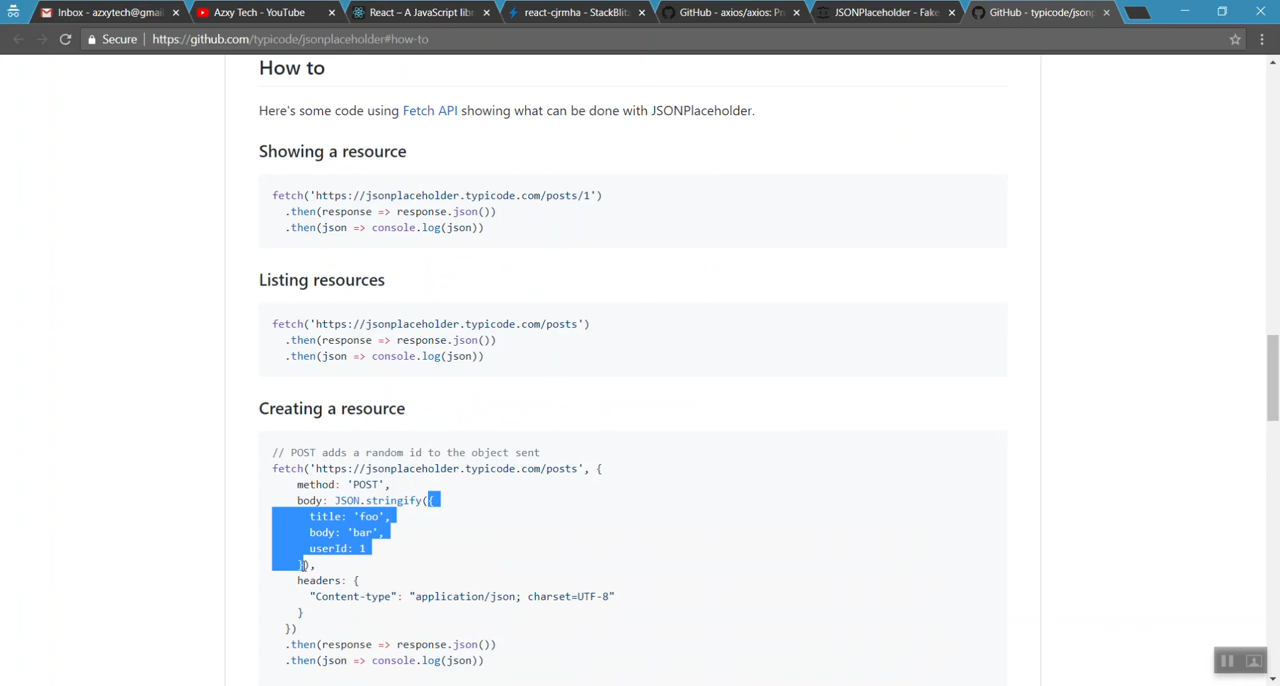 Inbox - azxytech@gmai
Azxy Tech - YouTube
React – A JavaScript libr
react-cjrmha - StackBlitz
GitHub - axios/axios: Pr
JSONPlaceholder - Fake
GitHub - typicode/jsonp
Secure | https://github.com/typicode/jsonplaceholder#how-to
How to
Here's some code using Fetch API showing what can be done with JSONPlaceholder.
Showing a resource
fetch('https://jsonplaceholder.typicode.com/posts/1')
.then(response => response.json())
.then(json => console.log(json))
Listing resources
fetch('https://jsonplaceholder.typicode.com/posts')
.then(response => response.json())
.then(json => console.log(json))
Creating a resource
// POST adds a random id to the object sent
fetch('https://jsonplaceholder.typicode.com/posts', {
method: 'POST',
body: JSON.stringify({
title: 'foo',
body: 'bar',
userId: 1
}),
headers: {
"Content-type": "application/json; charset=UTF-8"
}
})
.then(response => response.json())
.then(json => console.log(json))